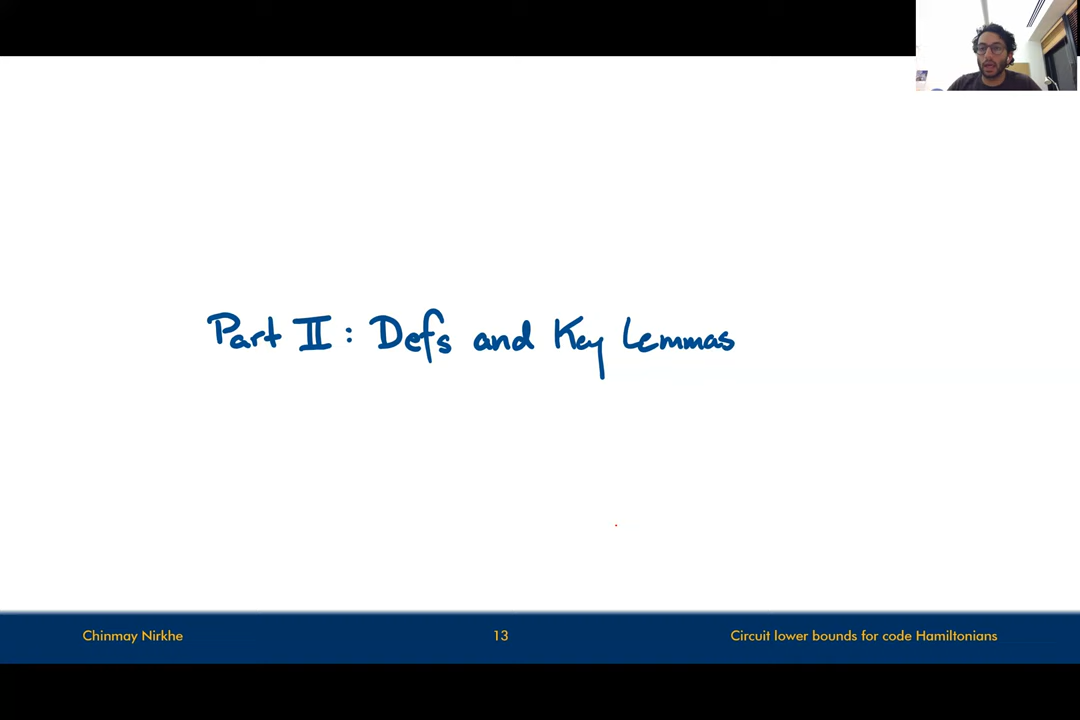 Part II: Defs and Key Lemmas
Chinmay Nirkhe
13
Circuit lower bounds for code Hamiltonians